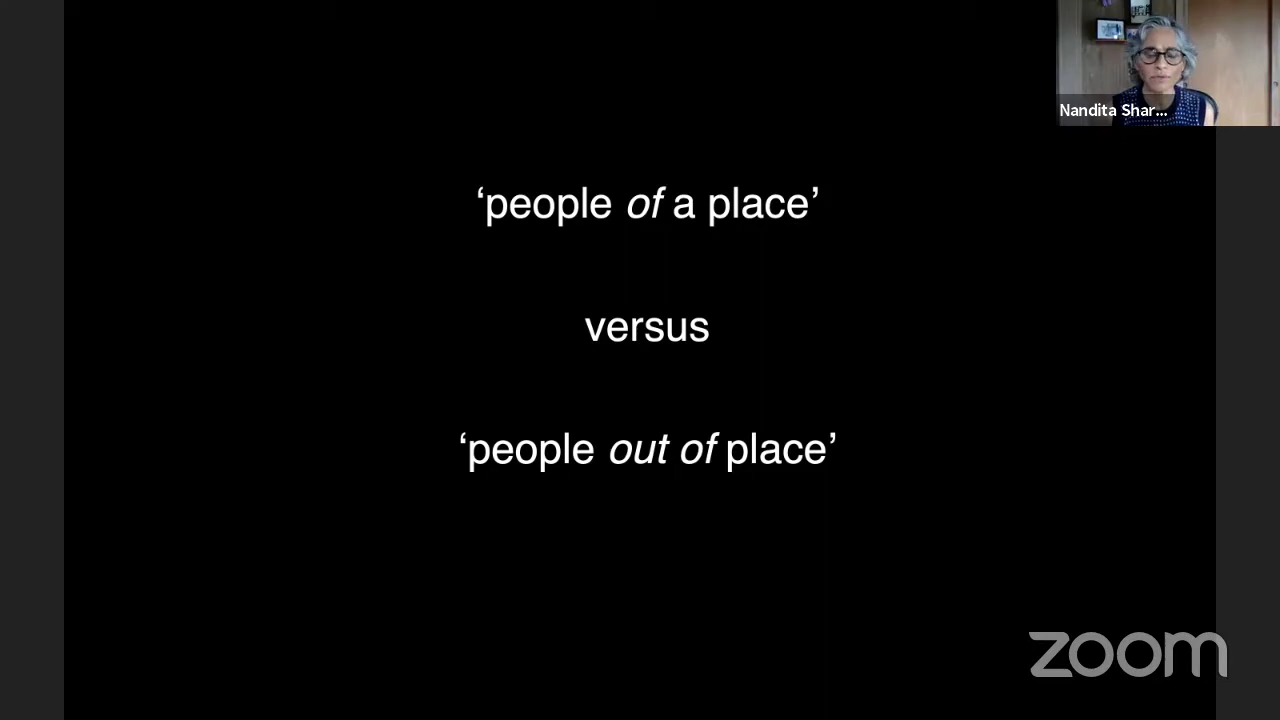 Nandita Shar...
‘people of a place’
versus
‘people out of place’
zoom